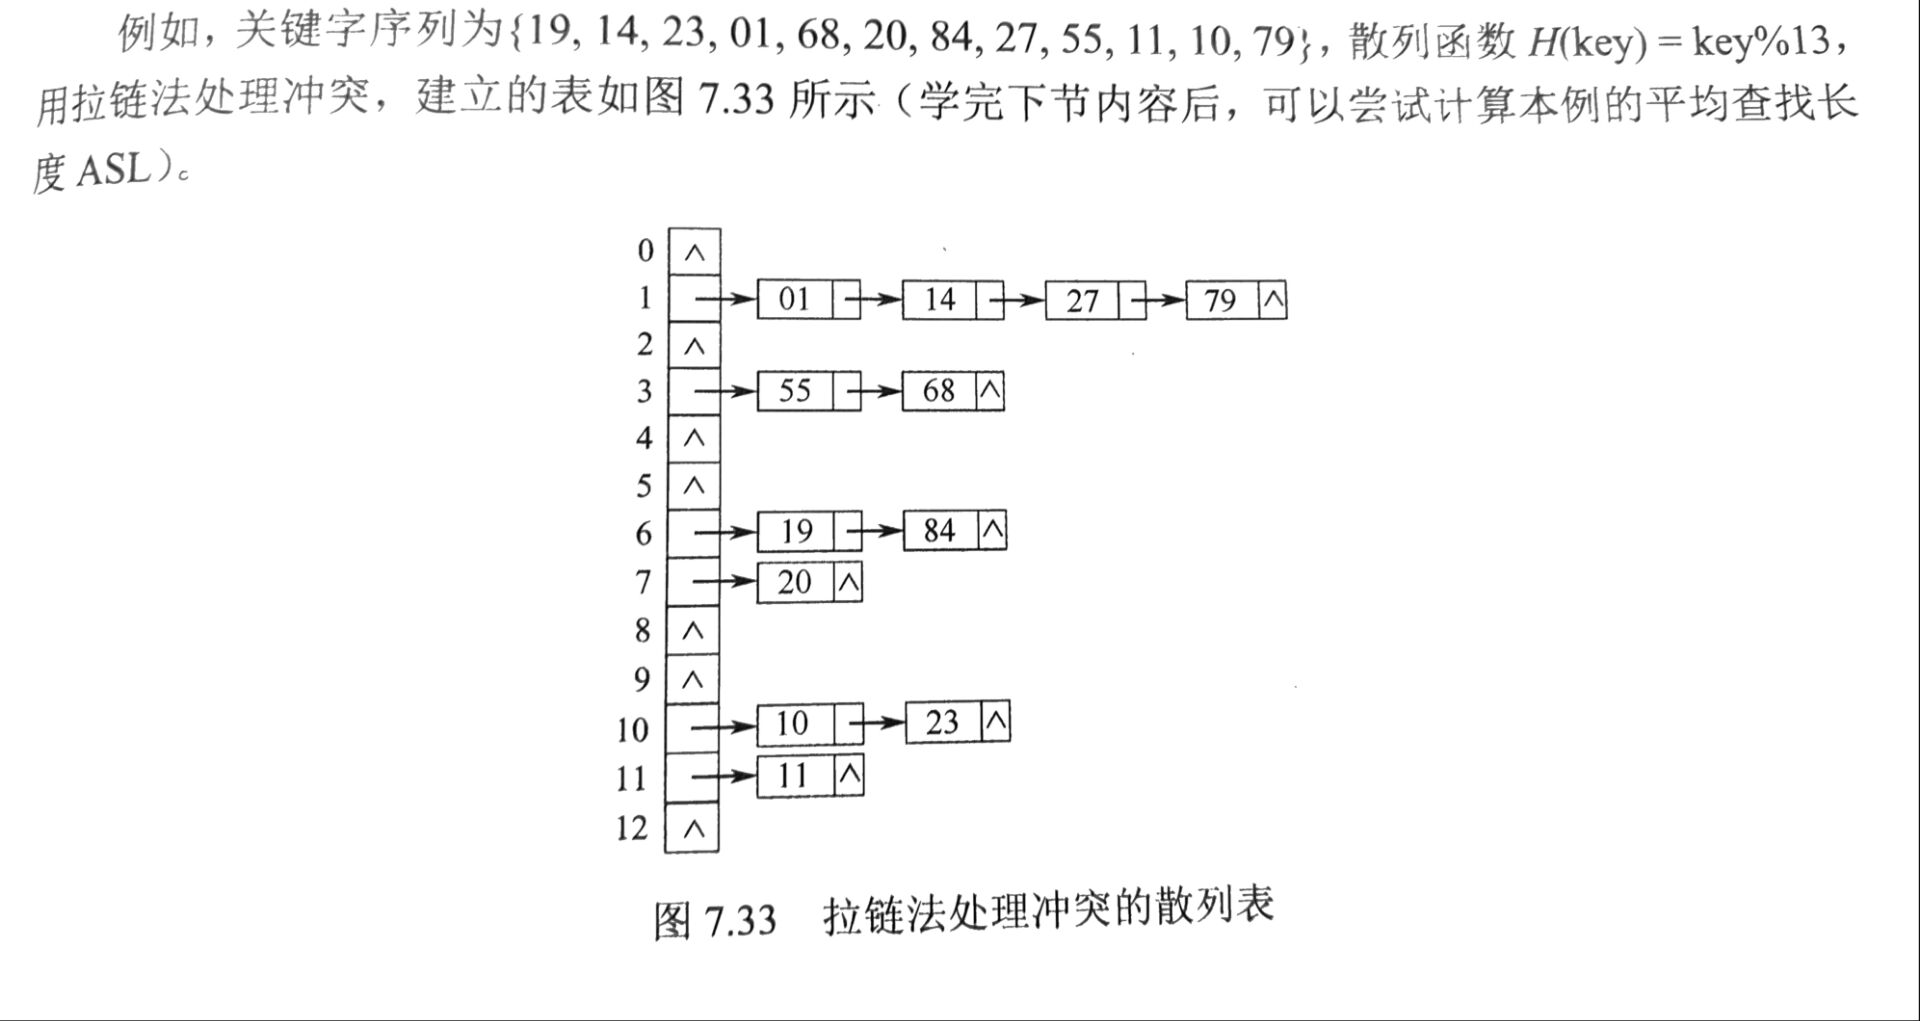 例如，关键字序列为{19, 14, 23, 01, 68, 20, 84, 27, 55, 11, 10, 79}，散列函数 H(key) = key%13，
用拉链法处理冲突，建立的表如图 7.33 所示（学完下节内容后，可以尝试计算本例的平均查找长
度 ASL）。
0 ∧
1 01 14 27 79 ∧
2 ∧
3 55 68 ∧
4 ∧
5 ∧
6 19 84 ∧
7 20 ∧
8 ∧
9 ∧
10 10 23 ∧
11 11 ∧
12 ∧
图 7.33 拉链法处理冲突的散列表